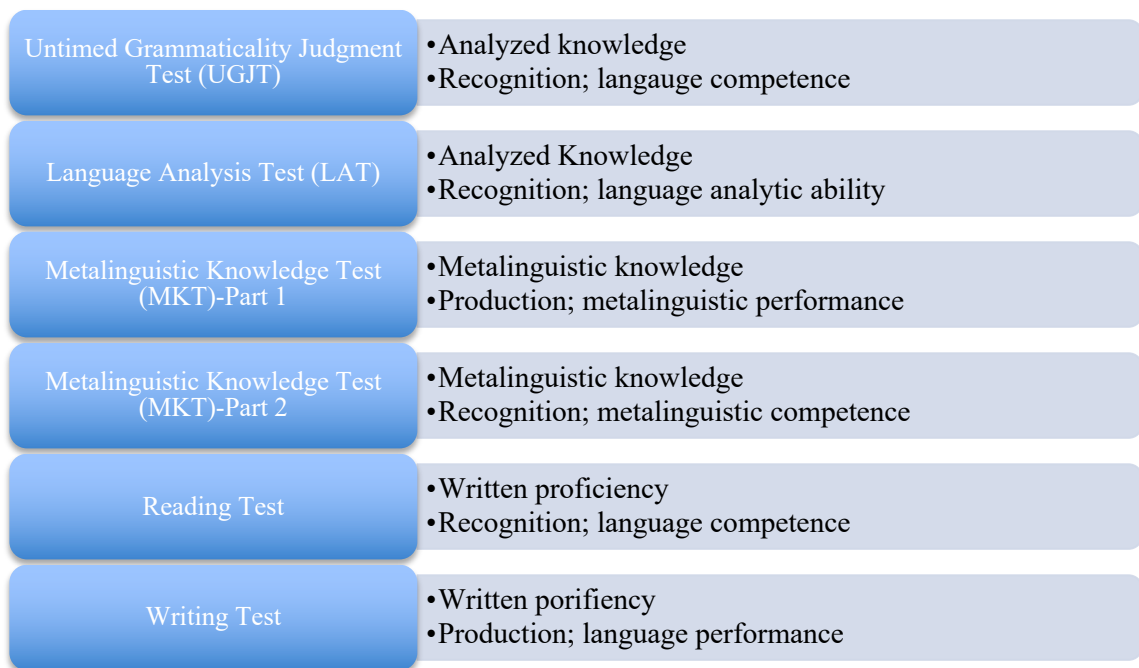 Untimed Grammaticality Judgment
Test (UGJT)
•Analyzed knowledge
•Recognition; langauge competence
Language Analysis Test (LAT)
•Analyzed Knowledge
•Recognition; language analytic ability
Metalinguistic Knowledge Test
(MKT)-Part 1
•Metalinguistic knowledge
•Production; metalinguistic performance
Metalinguistic Knowledge Test
(MKT)-Part 2
•Metalinguistic knowledge
•Recognition; metalinguistic competence
Reading Test
•Written proficiency
•Recognition; language competence
Writing Test
•Written porifiency
•Production; language performance